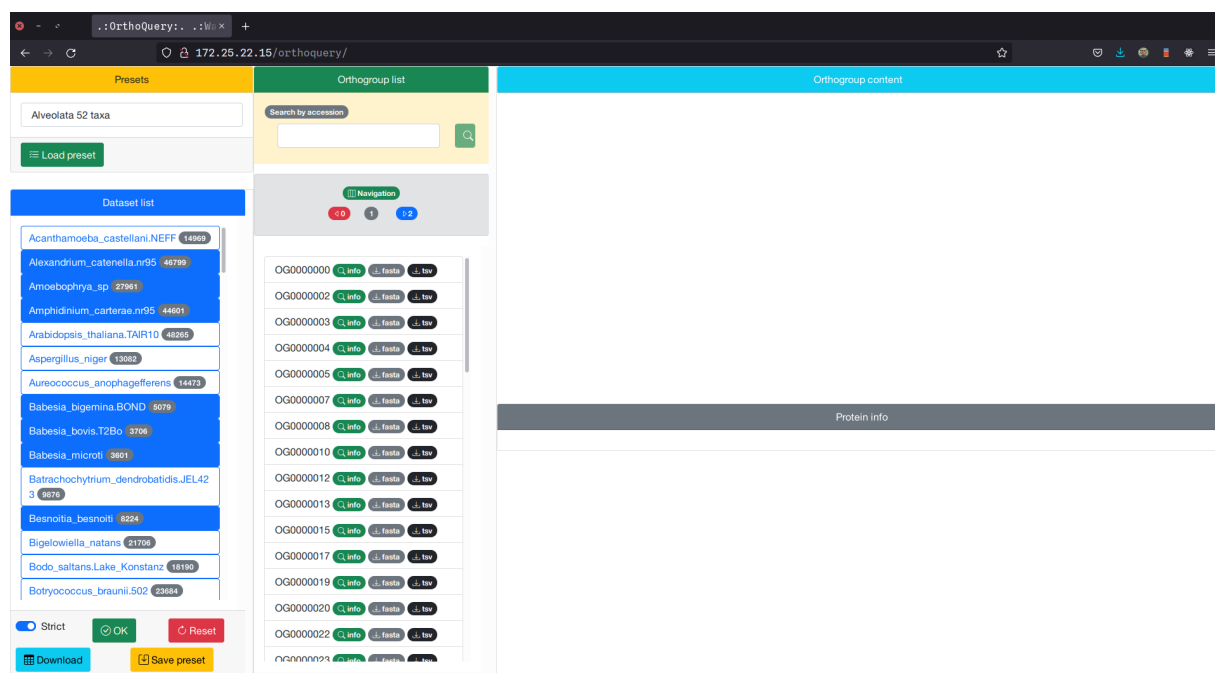 .:OrthoQuery:. .:Wa × +
172.25.22.15/orthoquery/
Presets
Alveolata 52 taxa
Load preset
Dataset list
Acanthamoeba_castellani.NEFF 14969
Alexandrium_catenella.nr95 46799
Amoebophrya_sp 27961
Amphidinium_carterae.nr95 44601
Arabidopsis_thaliana.TAIR10 48265
Aspergillus_niger 13082
Aureococcus_anophagefferens 14473
Babesia_bigemina.BOND 5079
Babesia_bovis.T2Bo 3706
Babesia_microti 3601
Batrachochytrium_dendrobatidis.JEL42
3 9876
Besnoitia_besnoiti 8224
Bigelowiella_natans 21706
Bodo_saltans.Lake_Konstanz 18190
Botryococcus_braunii.502 23684
Strict
OK
Reset
Download
Save preset
Orthogroup list
Search by accession
Navigation
0 1 2
OG0000000 info fasta tsv
OG0000002 info fasta tsv
OG0000003 info fasta tsv
OG0000004 info fasta tsv
OG0000005 info fasta tsv
OG0000007 info fasta tsv
OG0000008 info fasta tsv
OG0000010 info fasta tsv
OG0000012 info fasta tsv
OG0000013 info fasta tsv
OG0000015 info fasta tsv
OG0000017 info fasta tsv
OG0000019 info fasta tsv
OG0000020 info fasta tsv
OG0000022 info fasta tsv
OG0000023 info fasta tsv
Orthogroup content
Protein info